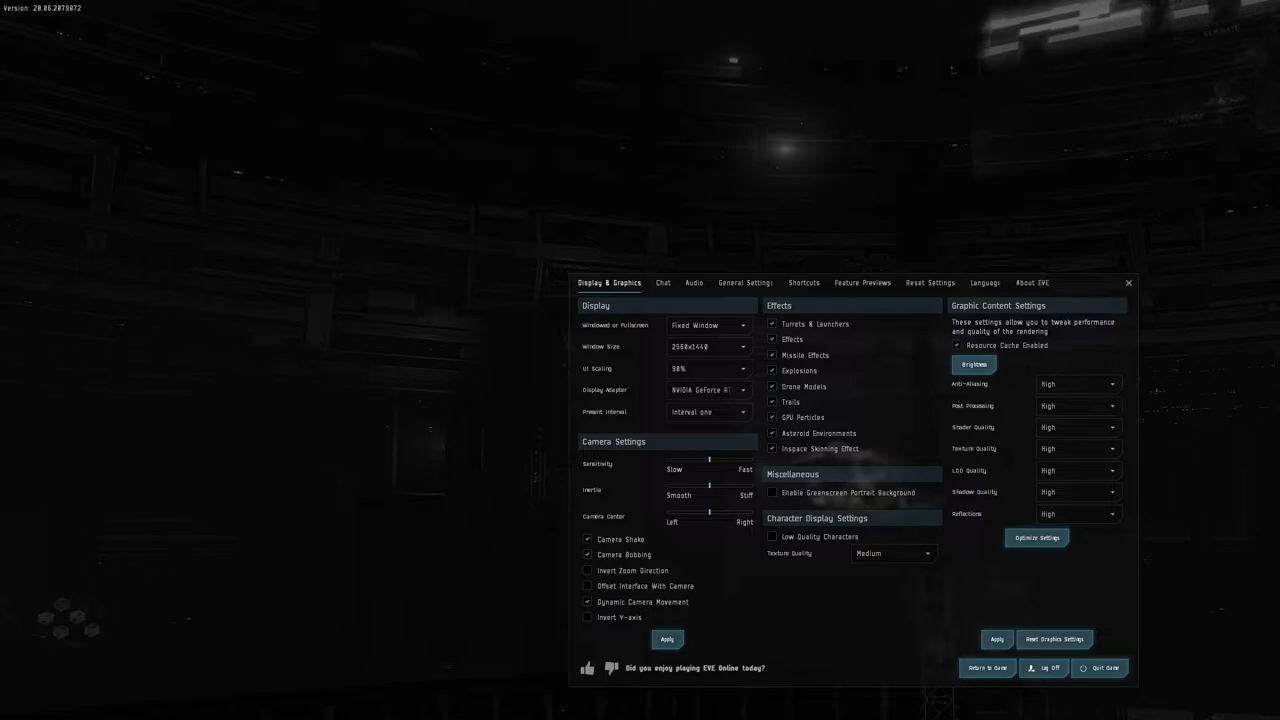 Version: 20.06.2079872
Display & Graphics
Chat
Audio
General Settings
Shortcuts
Feature Previews
Reset Settings
Language
About EVE
Display
Windowed or Fullscreen
Fixed Window
Window Size
2560x1440
UI Scaling
90%
Display Adapter
NVIDIA GeForce RT
Present Interval
Interval one
Camera Settings
Sensitivity
Slow
Fast
Inertia
Smooth
Stiff
Camera Center
Left
Right
Camera Shake
Camera Bobbing
Invert Zoom Direction
Offset Interface With Camera
Dynamic Camera Movement
Invert Y-axis
Apply
Effects
Turrets & Launchers
Effects
Missile Effects
Explosions
Drone Models
Trails
GPU Particles
Asteroid Environments
Inspace Skinning Effect
Miscellaneous
Enable Greenscreen Portrait Background
Character Display Settings
Low Quality Characters
Texture Quality
Medium
Graphic Content Settings
These settings allow you to tweak performance
and quality of the rendering
Resource Cache Enabled
Brightness
Anti-Aliasing
High
Post Processing
High
Shader Quality
High
Texture Quality
High
LOD Quality
High
Shadow Quality
High
Reflections
High
Optimize Settings
Apply
Reset Graphics Settings
Did you enjoy playing EVE Online today?
Return to Game
Log Off
Quit Game